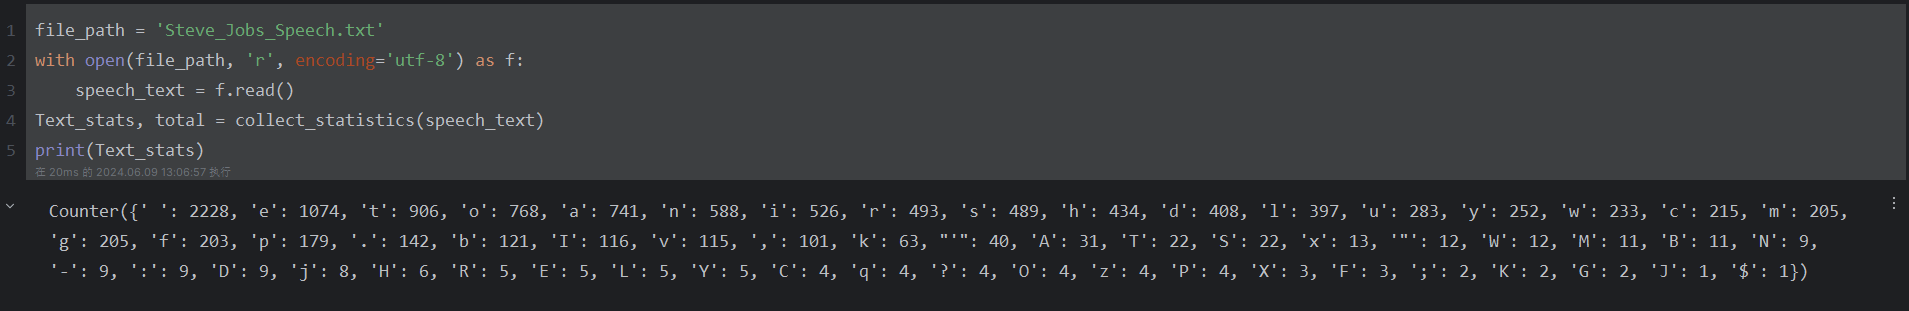 1 file_path = 'Steve_Jobs_Speech.txt'
2 with open(file_path, 'r', encoding='utf-8') as f:
3     speech_text = f.read()
4 Text_stats, total = collect_statistics(speech_text)
5 print(Text_stats)
在 20ms 的 2024.06.09 13:06:57 执行
Counter({' ': 2228, 'e': 1074, 't': 906, 'o': 768, 'a': 741, 'n': 588, 'i': 526, 'r': 493, 's': 489, 'h': 434, 'd': 408, 'l': 397, 'u': 283, 'y': 252, 'w': 233, 'c': 215, 'm': 205,
'g': 205, 'f': 203, 'p': 179, '.': 142, 'b': 121, 'I': 116, 'v': 115, ',': 101, 'k': 63, "'": 40, 'A': 31, 'T': 22, 'S': 22, 'x': 13, '"': 12, 'W': 12, 'M': 11, 'B': 11, 'N': 9,
'-': 9, ':': 9, 'D': 9, 'j': 8, 'H': 6, 'R': 5, 'E': 5, 'L': 5, 'Y': 5, 'C': 4, 'q': 4, '?': 4, 'O': 4, 'z': 4, 'P': 4, 'X': 3, 'F': 3, ';': 2, 'K': 2, 'G': 2, 'J': 1, '$': 1})